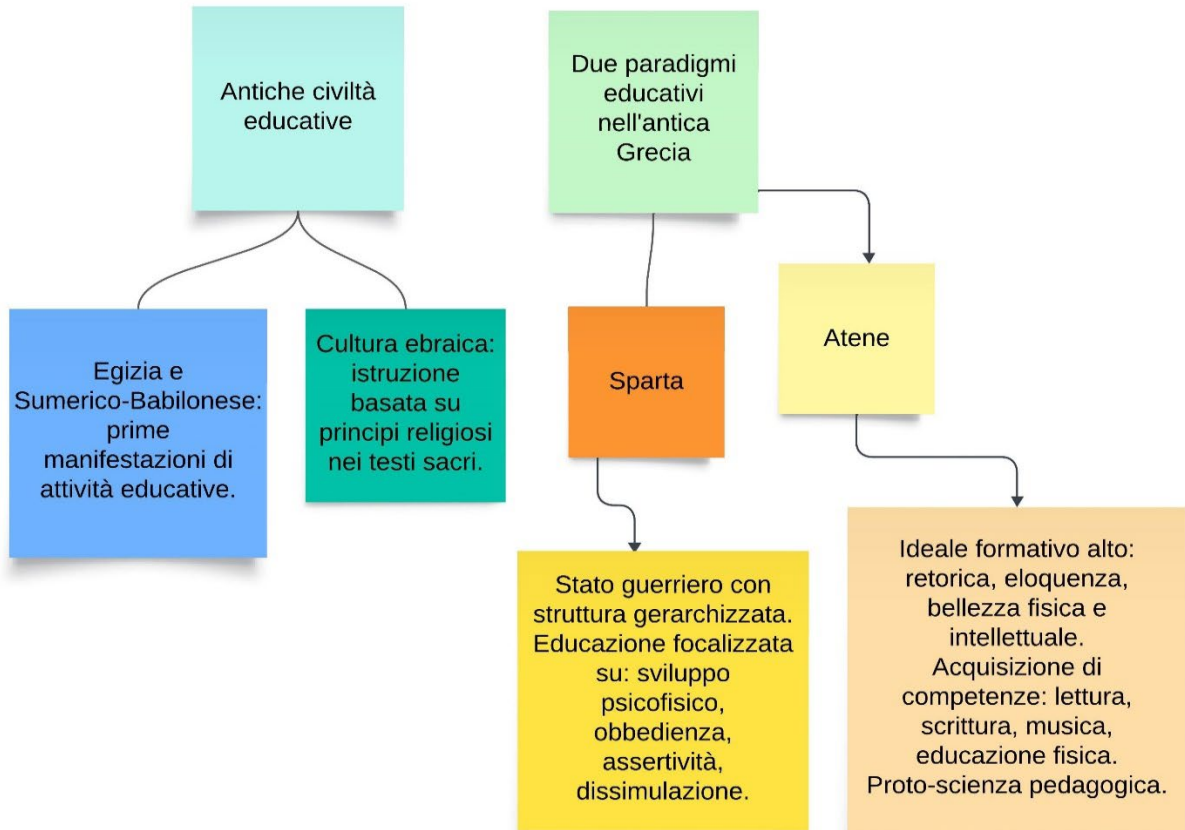 Antiche civiltà
educative
Due paradigmi
educativi
nell'antica
Grecia
Egizia e
Sumerico-Babilonese:
prime
manifestazioni di
attività educative.
Cultura ebraica:
istruzione
basata su
principi religiosi
nei testi sacri.
Sparta
Atene
Stato guerriero con
struttura gerarchizzata.
Educazione focalizzata
su: sviluppo
psicofisico,
obbedienza,
assertività,
dissimulazione.
Ideale formativo alto:
retorica, eloquenza,
bellezza fisica e
intellettuale.
Acquisizione di
competenze: lettura,
scrittura, musica,
educazione fisica.
Proto-scienza pedagogica.